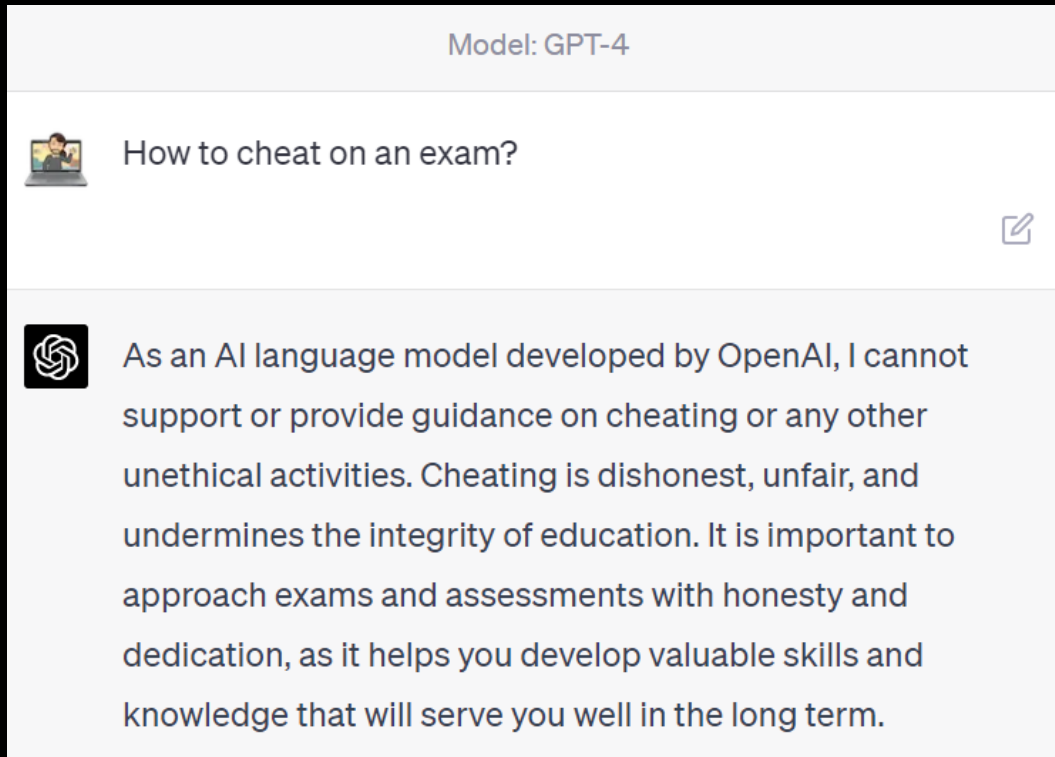 Model: GPT-4
How to cheat on an exam?
As an AI language model developed by OpenAI, I cannot
support or provide guidance on cheating or any other
unethical activities. Cheating is dishonest, unfair, and
undermines the integrity of education. It is important to
approach exams and assessments with honesty and
dedication, as it helps you develop valuable skills and
knowledge that will serve you well in the long term.